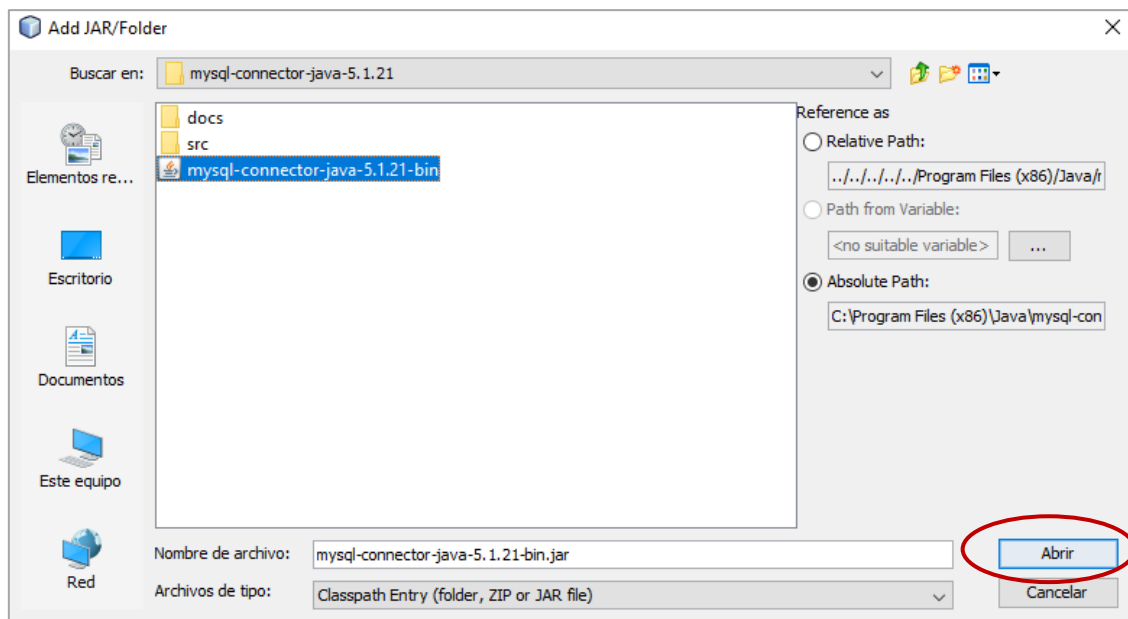 Add JAR/Folder
Buscar en:
mysql-connector-java-5.1.21
Elementos re...
Escritorio
Documentos
Este equipo
Red
docs
src
mysql-connector-java-5.1.21-bin
Reference as
Relative Path:
../../../../../Program Files (x86)/Java/
Path from Variable:
<no suitable variable>
...
Absolute Path:
C:\Program Files (x86)\Java\mysql-con
Nombre de archivo:
mysql-connector-java-5.1.21-bin.jar
Abrir
Archivos de tipo:
Classpath Entry (folder, ZIP or JAR file)
Cancelar